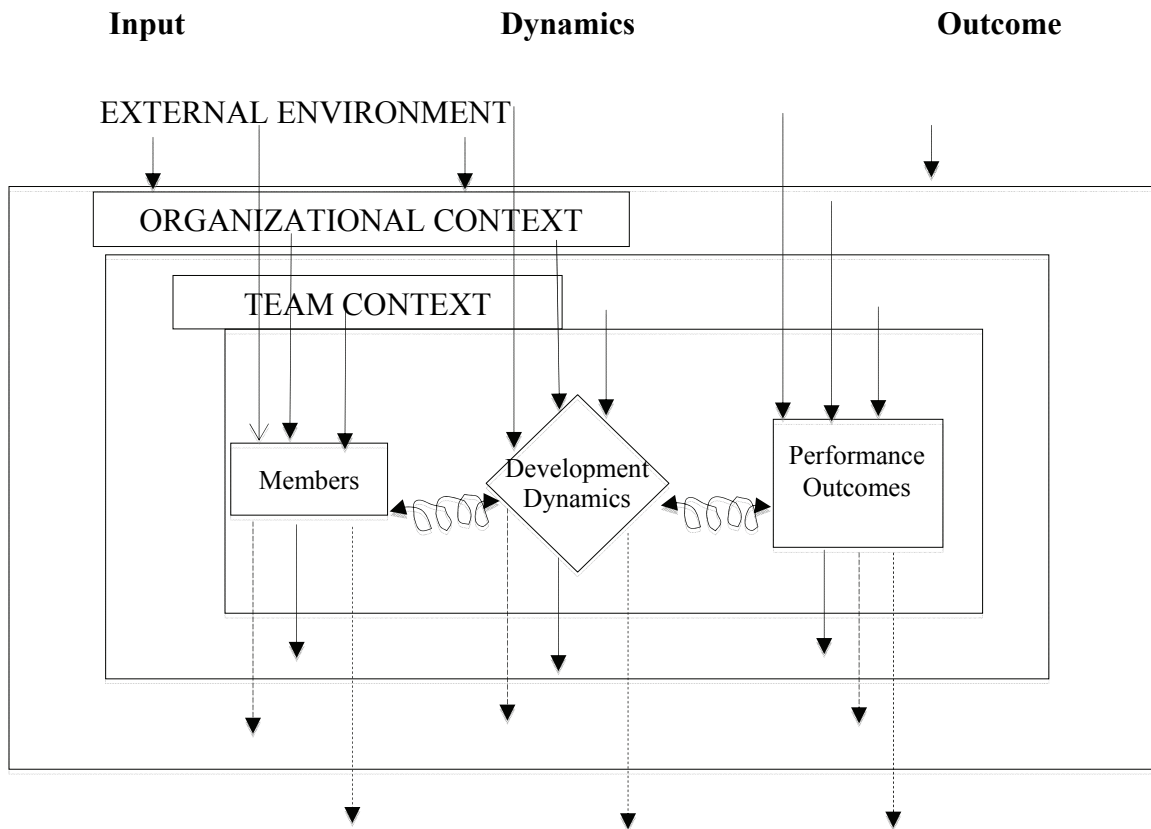 Input Dynamics Outcome
EXTERNAL ENVIRONMENT
ORGANIZATIONAL CONTEXT
TEAM CONTEXT
Members
Development
Dynamics
Performance
Outcomes